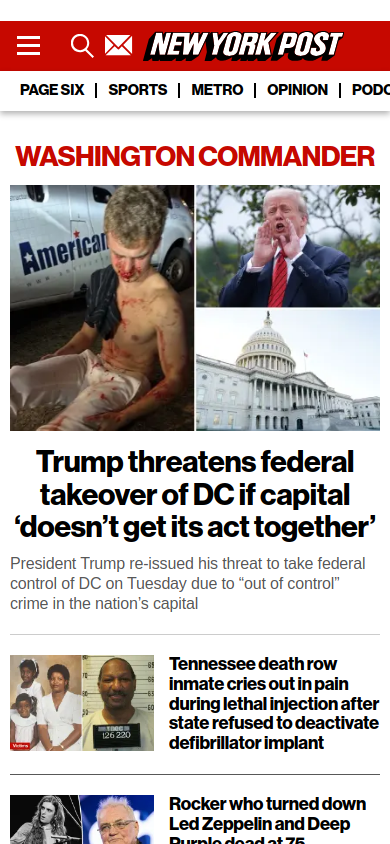 NEW YORK POST
PAGE SIX | SPORTS | METRO | OPINION | PODC
WASHINGTON COMMANDER
American
Trump threatens federal
takeover of DC if capital
‘doesn’t get its act together’
President Trump re-issued his threat to take federal
control of DC on Tuesday due to “out of control”
crime in the nation’s capital
Tennessee death row
inmate cries out in pain
during lethal injection after
state refused to deactivate
defibrillator implant
Victims
126 220
Rocker who turned down
Led Zeppelin and Deep
Purple dead at 75